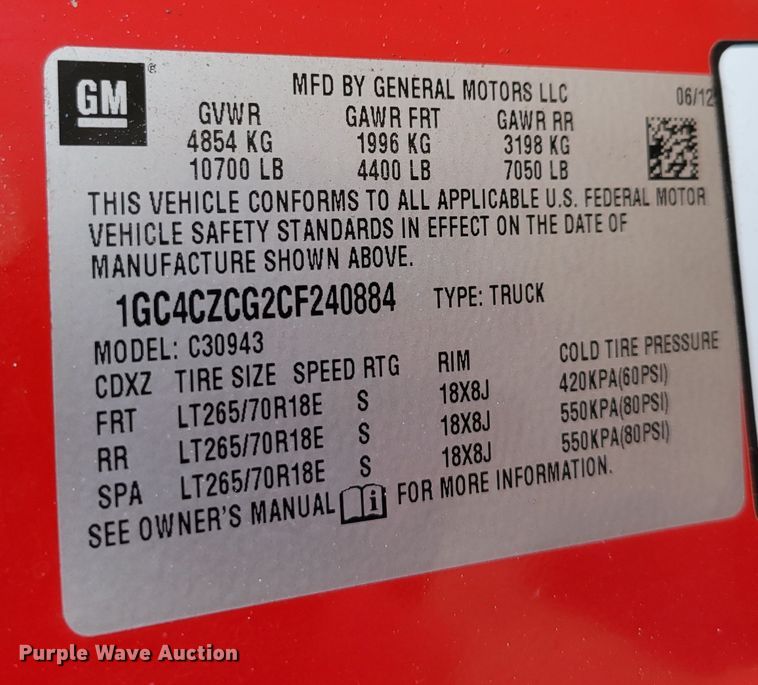 GM
MFD BY GENERAL MOTORS LLC
06/12
GVWR GAWR FRT GAWR RR
4854 KG 1996 KG 3198 KG
10700 LB 4400 LB 7050 LB
THIS VEHICLE CONFORMS TO ALL APPLICABLE U.S. FEDERAL MOTOR
VEHICLE SAFETY STANDARDS IN EFFECT ON THE DATE OF
MANUFACTURE SHOWN ABOVE.
1GC4CZCG2CF240884 TYPE: TRUCK
MODEL: C30943
CDXZ TIRE SIZE SPEED RTG RIM COLD TIRE PRESSURE
FRT LT265/70R18E S 18X8J 420KPA(60PSI)
RR LT265/70R18E S 18X8J 550KPA(80PSI)
SPA LT265/70R18E S 18X8J 550KPA(80PSI)
SEE OWNER'S MANUAL i FOR MORE INFORMATION.
Purple Wave Auction